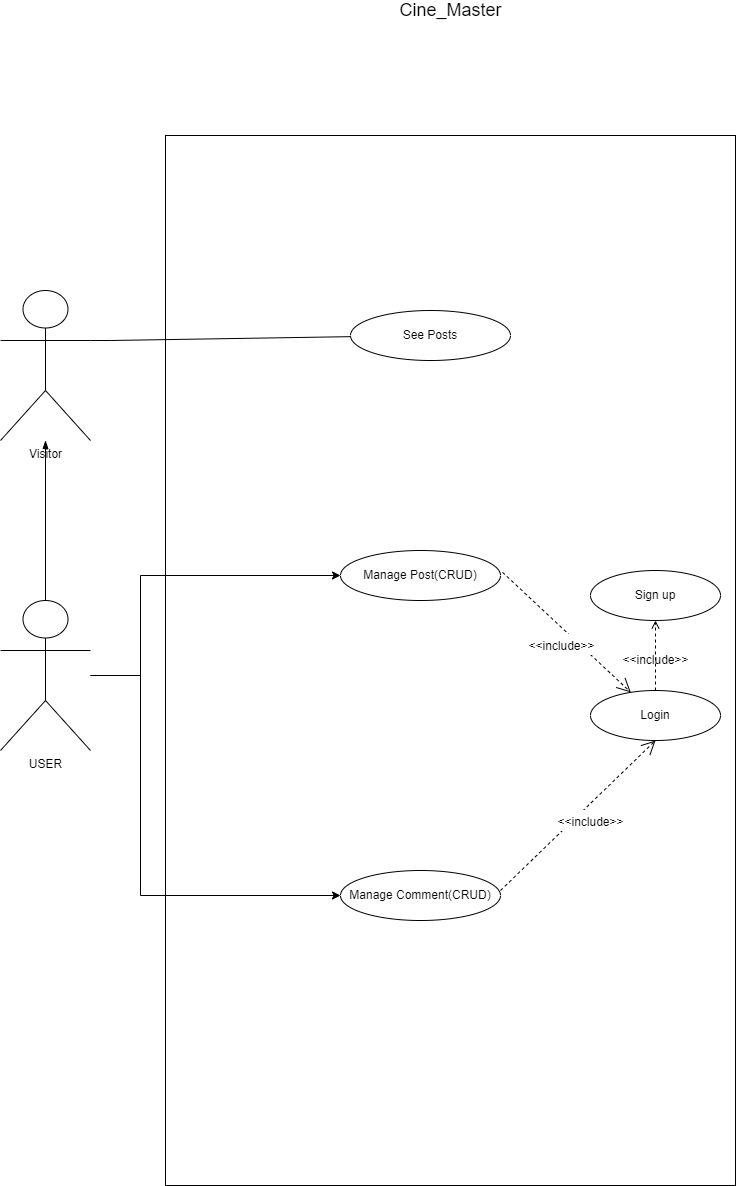 Cine_Master
See Posts
Visitor
Manage Post(CRUD)
Sign up
<<include>>
<<include>>
Login
USER
<<include>>
Manage Comment(CRUD)